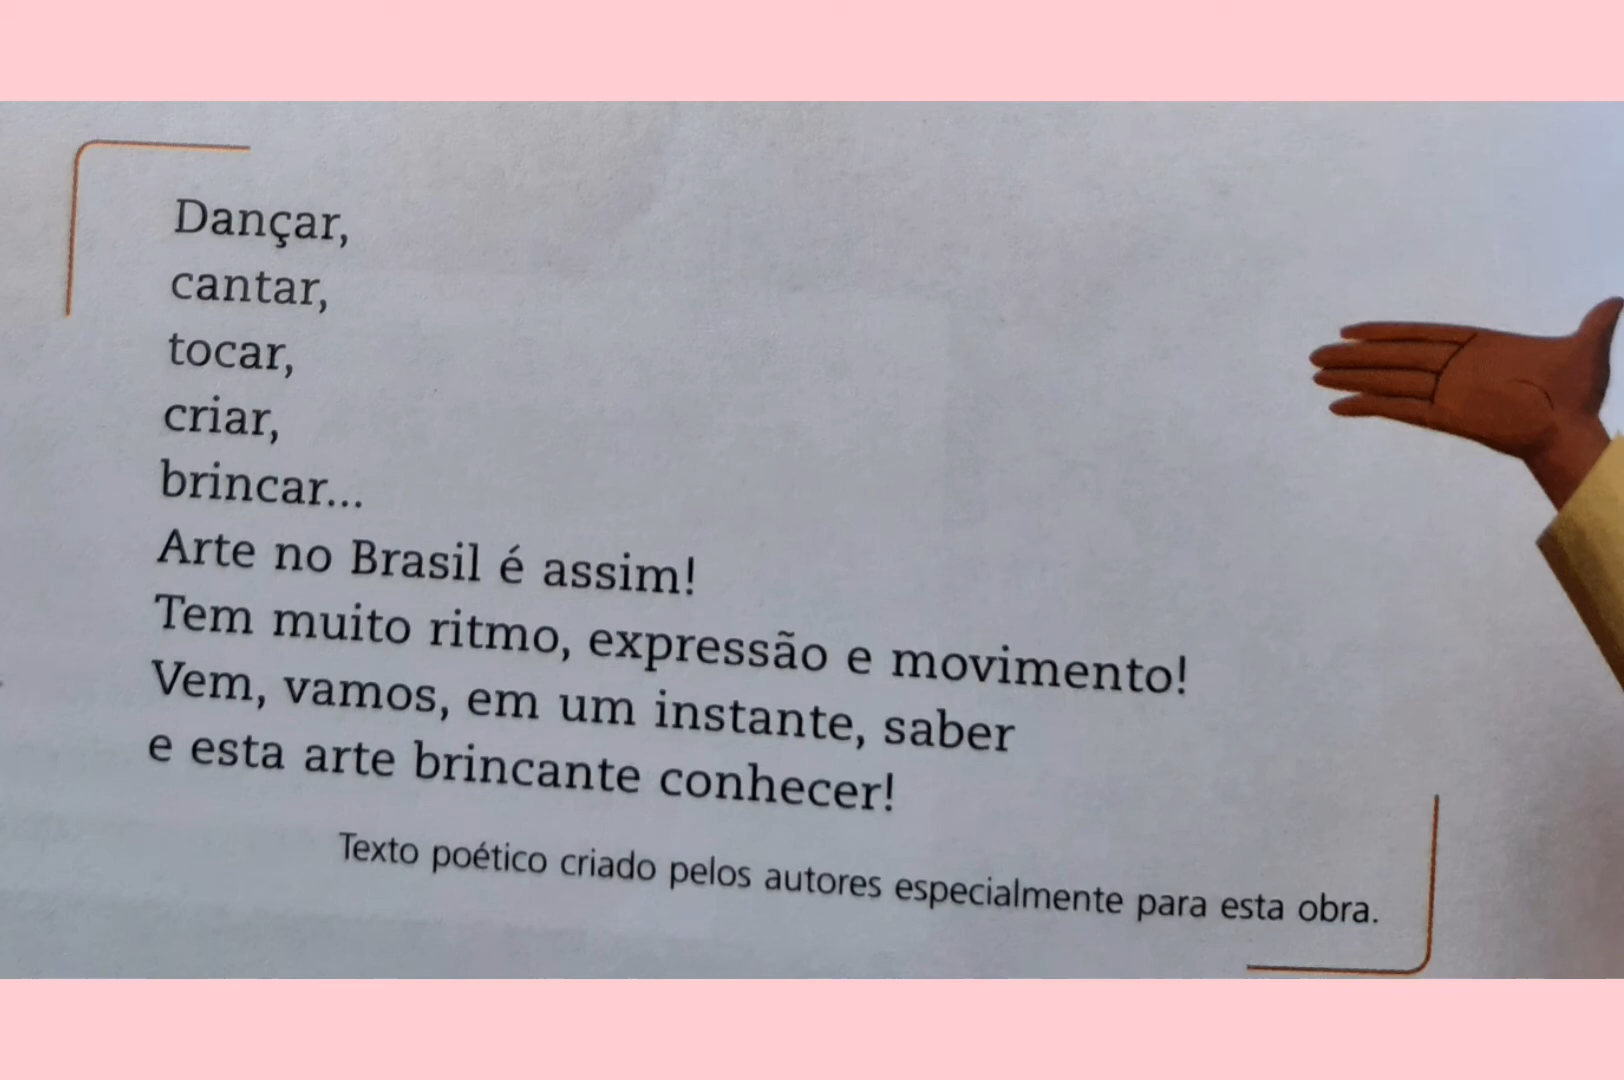 Dançar,
cantar,
tocar,
criar,
brincar...
Arte no Brasil é assim!
Tem muito ritmo, expressão e movimento!
Vem, vamos, em um instante, saber
e esta arte brincante conhecer!
Texto poético criado pelos autores especialmente para esta obra.